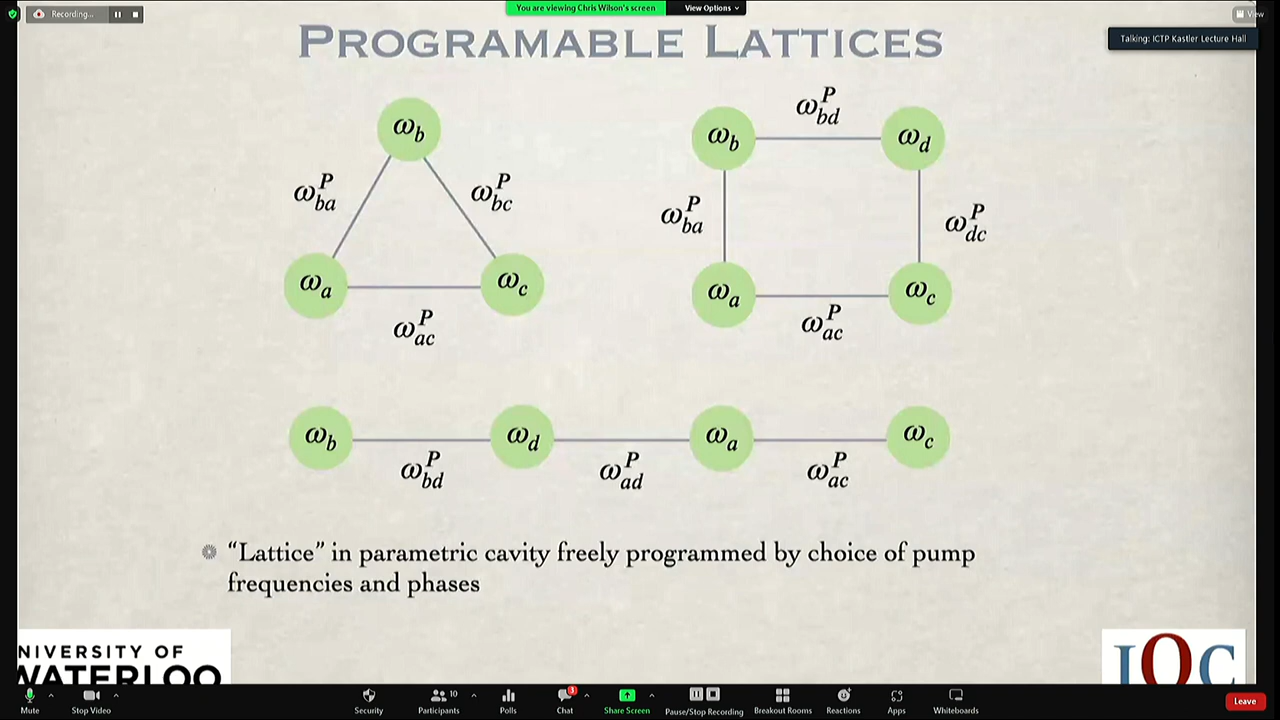 Recording...
You are viewing Chris Wilson's screen
View Options
View
Talking: ICTP Kastler Lecture Hall
PROGRAMABLE LATTICES
ω_b
ω_ba^P
ω_bc^P
ω_a
ω_c
ω_ac^P
ω_bd^P
ω_b
ω_d
ω_ba^P
ω_dc^P
ω_a
ω_c
ω_ac^P
ω_b
ω_d
ω_a
ω_c
ω_bd^P
ω_ad^P
ω_ac^P
“Lattice” in parametric cavity freely programmed by choice of pump
frequencies and phases
NIVERSITY OF
WATERLOO
IQC
Mute
Stop Video
Security
10
Participants
Polls
3
Chat
Share Screen
Pause/Stop Recording
Breakout Rooms
Reactions
Apps
Whiteboards
Leave